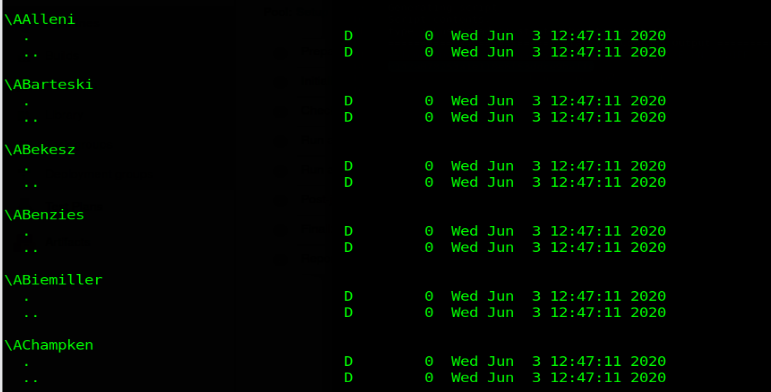 \AAlleni
  .                                   D        0  Wed Jun  3 12:47:11 2020
  ..                                  D        0  Wed Jun  3 12:47:11 2020
\ABarteski
  .                                   D        0  Wed Jun  3 12:47:11 2020
  ..                                  D        0  Wed Jun  3 12:47:11 2020
\ABekesz
  .                                   D        0  Wed Jun  3 12:47:11 2020
  ..                                  D        0  Wed Jun  3 12:47:11 2020
\ABenzies
  .                                   D        0  Wed Jun  3 12:47:11 2020
  ..                                  D        0  Wed Jun  3 12:47:11 2020
\ABiemiller
  .                                   D        0  Wed Jun  3 12:47:11 2020
  ..                                  D        0  Wed Jun  3 12:47:11 2020
\AChampken
  .                                   D        0  Wed Jun  3 12:47:11 2020
  ..                                  D        0  Wed Jun  3 12:47:11 2020